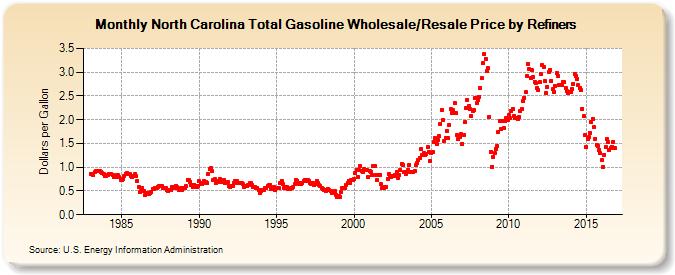 Monthly North Carolina Total Gasoline Wholesale/Resale Price by Refiners
Dollars per Gallon
3.5
3.0
2.5
2.0
1.5
1.0
0.5
0.0
1985 1990 1995 2000 2005 2010 2015
Source: U.S. Energy Information Administration